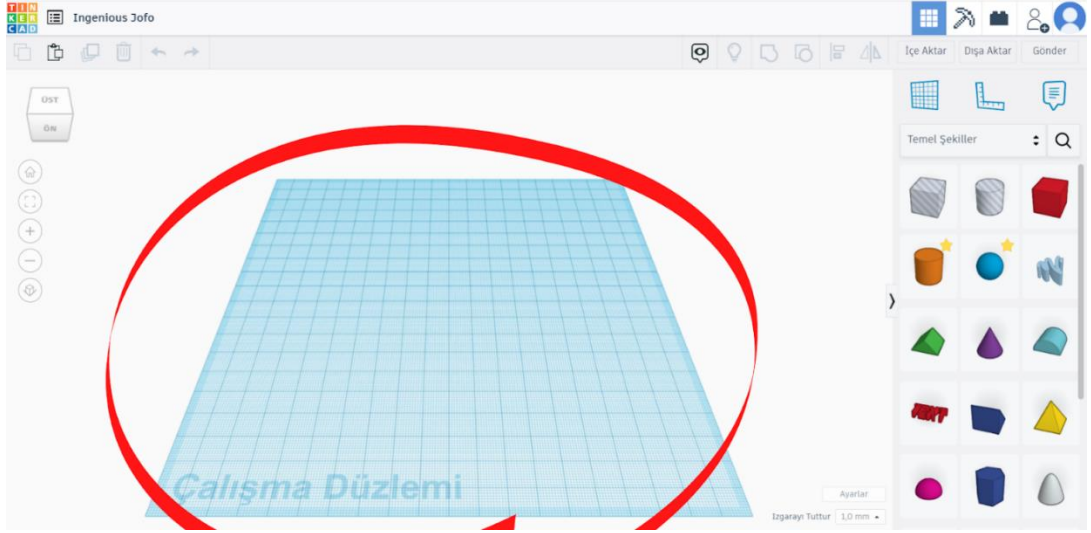 TIN
KER
CAD
Ingenious Jofo
İçe Aktar Dışa Aktar Gönder
ÜST
ÖN
Temel Şekiller
TEXT
Çalışma Düzlemi
Ayarlar
Izgarayı Tuttur 1,0 mm